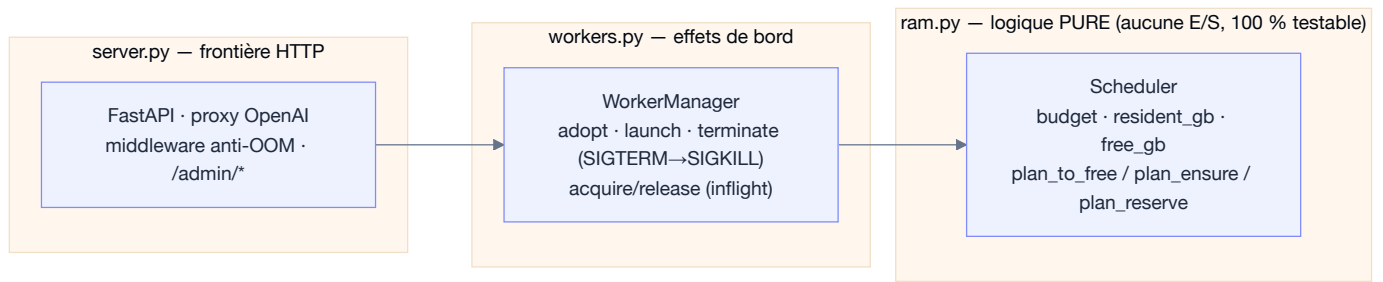 server.py — frontière HTTP
FastAPI · proxy OpenAI
middleware anti-OOM ·
/admin/*
workers.py — effets de bord
WorkerManager
adopt · launch · terminate
(SIGTERM→SIGKILL)
acquire/release (inflight)
ram.py — logique PURE (aucune E/S, 100 % testable)
Scheduler
budget · resident_gb ·
free_gb
plan_to_free / plan_ensure /
plan_reserve